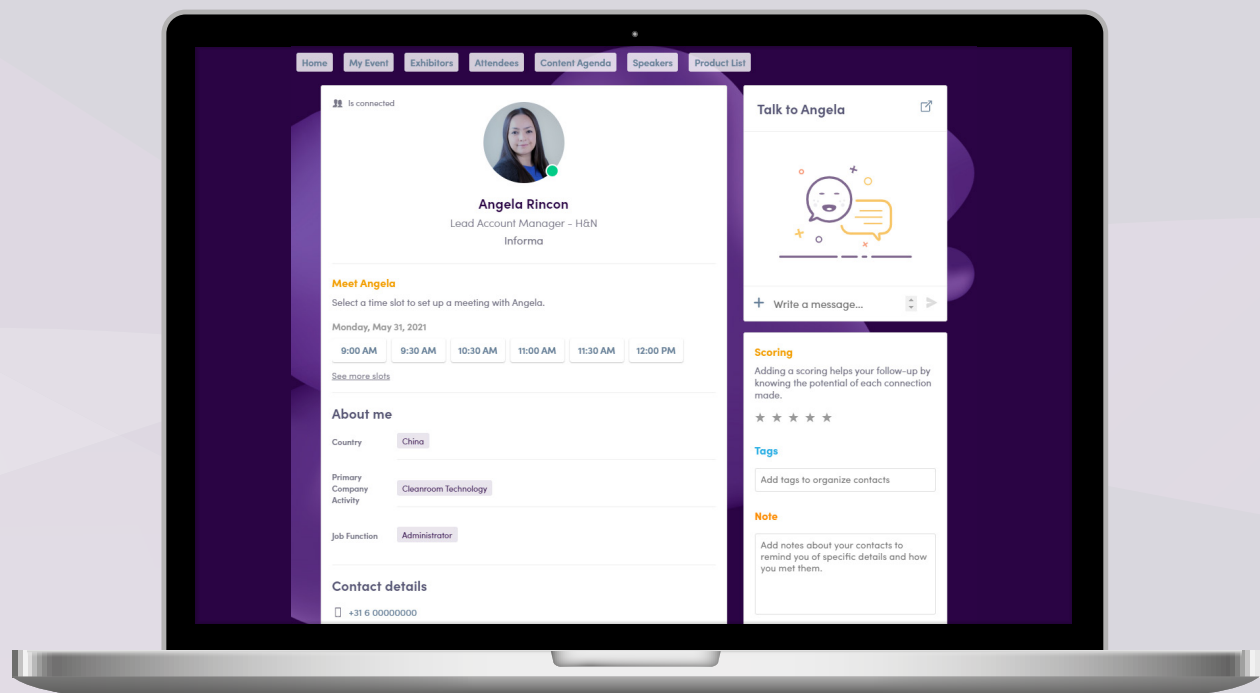 Home
My Event
Exhibitors
Attendees
Content Agenda
Speakers
Product List
Is connected
Angela Rincon
Lead Account Manager - H&N
Informa
Meet Angela
Select a time slot to set up a meeting with Angela.
Monday, May 31, 2021
9:00 AM
9:30 AM
10:30 AM
11:00 AM
11:30 AM
12:00 PM
See more slots
About me
Country
China
Primary
Company
Activity
Cleanroom Technology
Job Function
Administrator
Contact details
+31 6 00000000
Talk to Angela
Write a message...
Scoring
Adding a scoring helps your follow-up by
knowing the potential of each connection
made.
Tags
Add tags to organize contacts
Note
Add notes about your contacts to
remind you of specific details and how
you met them.